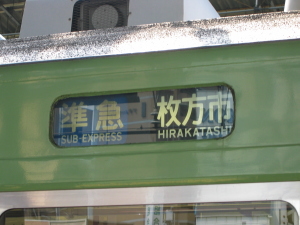 準急 枚方市
SUB-EXPRESS HIRAKATASHI